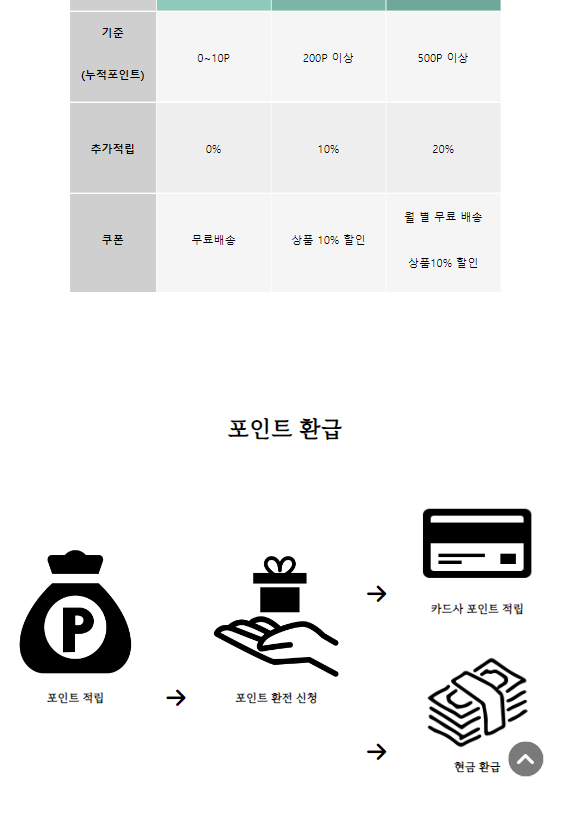 기준
(누적포인트)
0~10P
200P 이상
500P 이상
추가적립
0%
10%
20%
쿠폰
무료배송
상품 10% 할인
월 별 무료 배송
상품10% 할인
포인트 환급
P
포인트 적립
포인트 환전 신청
카드사 포인트 적립
현금 환급